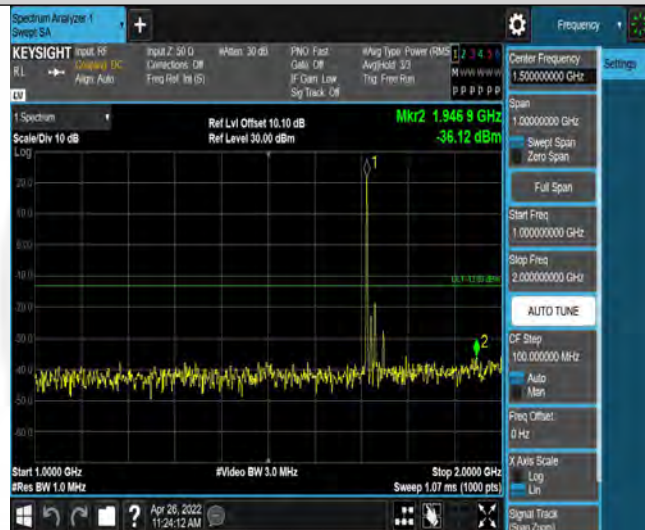 Spectrum Analyzer 1
Swept SA
Frequency
KEYSIGHT
RL
Input: RF
Coupling: DC
Align: Auto
Input Z: 50 Ω
Corrections: Off
Freq Ref: Int (S)
#Atten: 30 dB
PNO: Fast
Gate: Off
IF Gain: Low
Sig Track: Off
#Avg Type: Power (RMS
Avg|Hold: 3/3
Trig: Free Run
1 2 3 4 5 6
M W W W W W
P P P P P P
LVI
Center Frequency
1.500000000 GHz
Settings
Span
1.00000000 GHz
Swept Span
Zero Span
Full Span
Start Freq
1.000000000 GHz
Stop Freq
2.000000000 GHz
AUTO TUNE
CF Step
100.000000 MHz
Auto
Man
Freq Offset
0 Hz
X Axis Scale
Log
Lin
Signal Track
(Span Zoom)
1 Spectrum
Scale/Div 10 dB
Log
Ref Lvl Offset 10.10 dB
Ref Level 30.00 dBm
Mkr2 1.946 9 GHz
-36.12 dBm
1
20.0
10.0
0.00
-10.0
DL1 -13.00 dBm
-20.0
-30.0
2
-40.0
-50.0
-60.0
Start 1.0000 GHz
#Res BW 1.0 MHz
#Video BW 3.0 MHz
Stop 2.0000 GHz
Sweep 1.07 ms (1000 pts)
?
Apr 26, 2022
11:24:12 AM